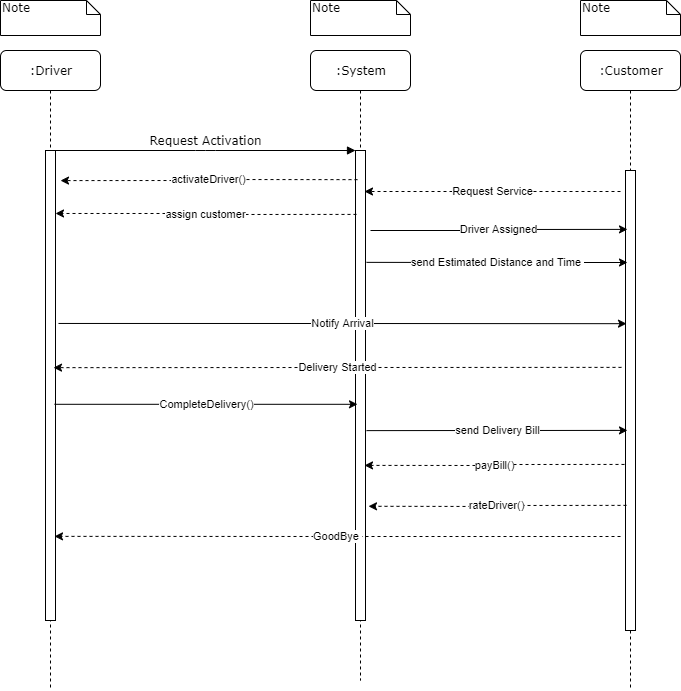 Note
Note
Note
:Driver
:System
:Customer
Request Activation
activateDriver()
Request Service
assign customer
Driver Assigned
send Estimated Distance and Time
Notify Arrival
Delivery Started
CompleteDelivery()
send Delivery Bill
payBill()
rateDriver()
GoodBye